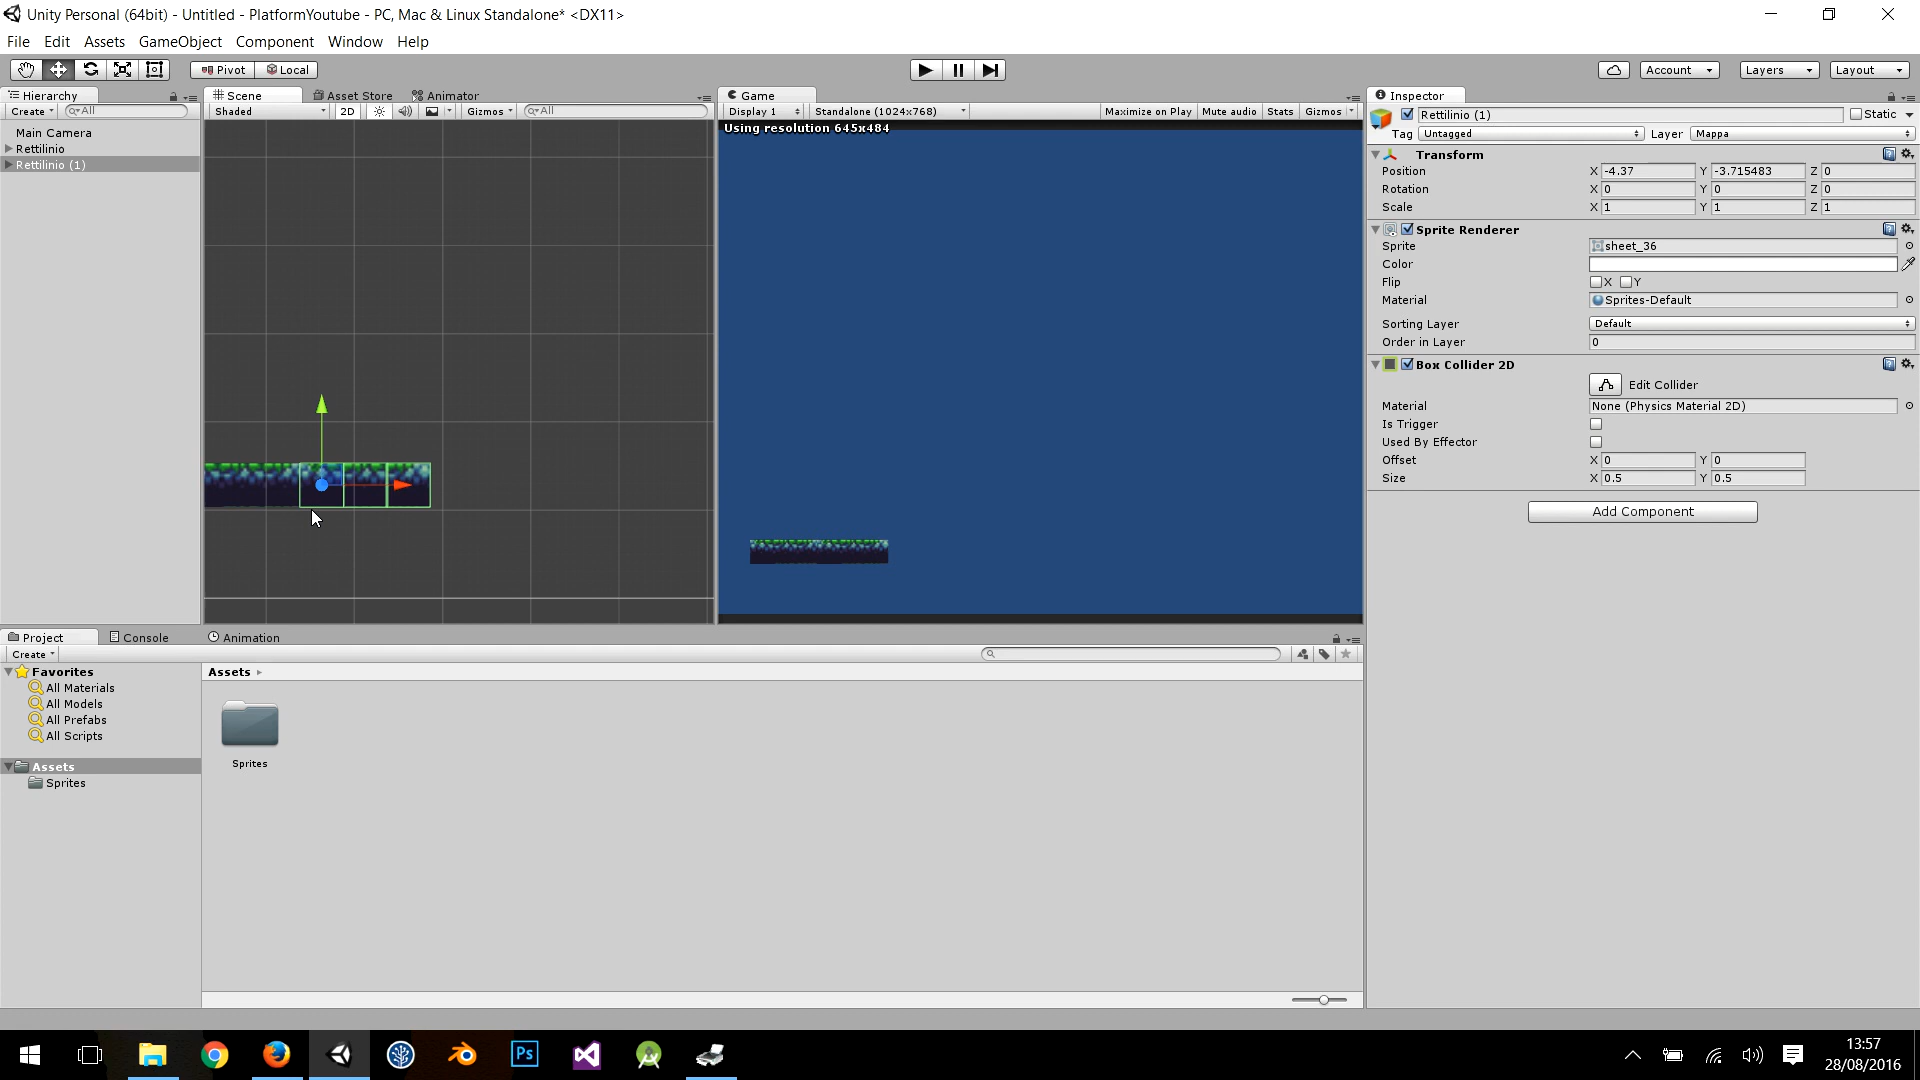 Unity Personal (64bit) - Untitled - PlatformYoutube - PC, Mac & Linux Standalone* <DX11>
File Edit Assets GameObject Component Window Help
Pivot Local Account Layers Layout
Hierarchy Scene Asset Store Animator Game Inspector
Create All Shaded 2D Gizmos All Display 1 Standalone (1024x768) Maximize on Play Mute audio Stats Gizmos
Rettilinio (1) Static
Using resolution 645x484
Tag Untagged Layer Mappa
Main Camera
Rettilinio
Rettilinio (1)
Transform
Position X -4.37 Y -3.715483 Z 0
Rotation X 0 Y 0 Z 0
Scale X 1 Y 1 Z 1
Sprite Renderer
Sprite sheet_36
Color
Flip X Y
Material Sprites-Default
Sorting Layer Default
Order in Layer 0
Box Collider 2D
Edit Collider
Material None (Physics Material 2D)
Is Trigger
Used By Effector
Offset X 0 Y 0
Size X 0.5 Y 0.5
Add Component
Project Console Animation
Create
Favorites
All Materials
All Models
All Prefabs
All Scripts
Assets
Sprites
Assets
Sprites
Ps
13:57
28/08/2016